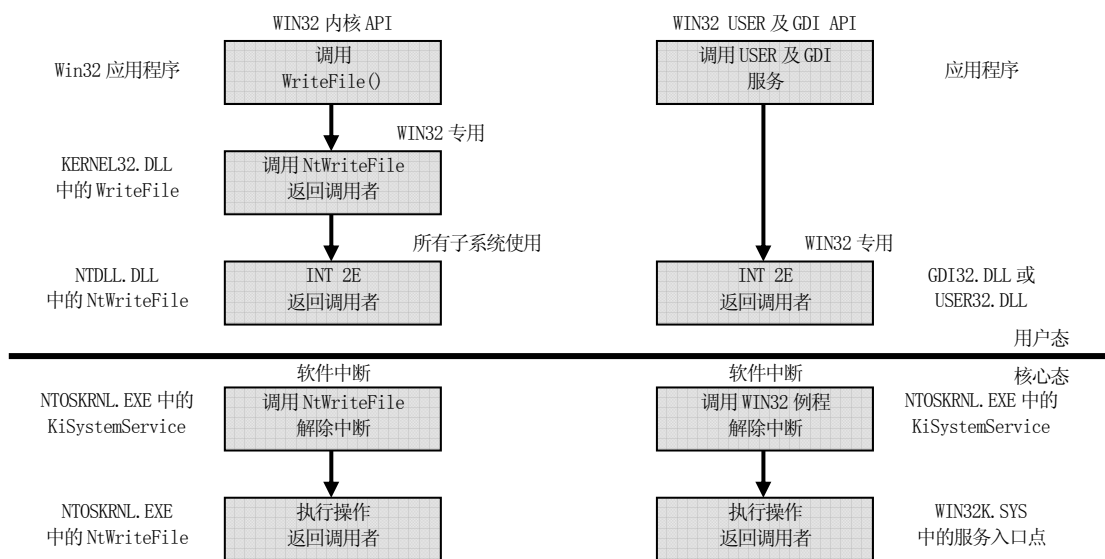 WIN32 内核 API
WIN32 USER 及 GDI API
Win32 应用程序
调用
WriteFile()
调用 USER 及 GDI
服务
应用程序
WIN32 专用
KERNEL32.DLL
中的 WriteFile
调用 NtWriteFile
返回调用者
所有子系统使用
WIN32 专用
NTDLL.DLL
中的 NtWriteFile
INT 2E
返回调用者
INT 2E
返回调用者
GDI32.DLL 或
USER32.DLL
用户态
软件中断
软件中断
核心态
NTOSKRNL.EXE 中的
KiSystemService
调用 NtWriteFile
解除中断
调用 WIN32 例程
解除中断
NTOSKRNL.EXE 中的
KiSystemService
NTOSKRNL.EXE
中的 NtWriteFile
执行操作
返回调用者
执行操作
返回调用者
WIN32K.SYS
中的服务入口点